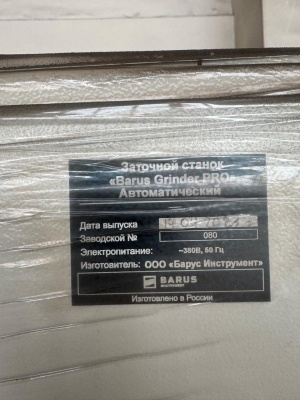 Заточной станок
«Barus Grinder PRO»
Автоматический
Дата выпуска
Заводской № 080
Электропитание: ~380В, 50 Гц
Изготовитель: ООО «Барус Инструмент»
BARUS
ИНСТРУМЕНТ
Изготовлено в России